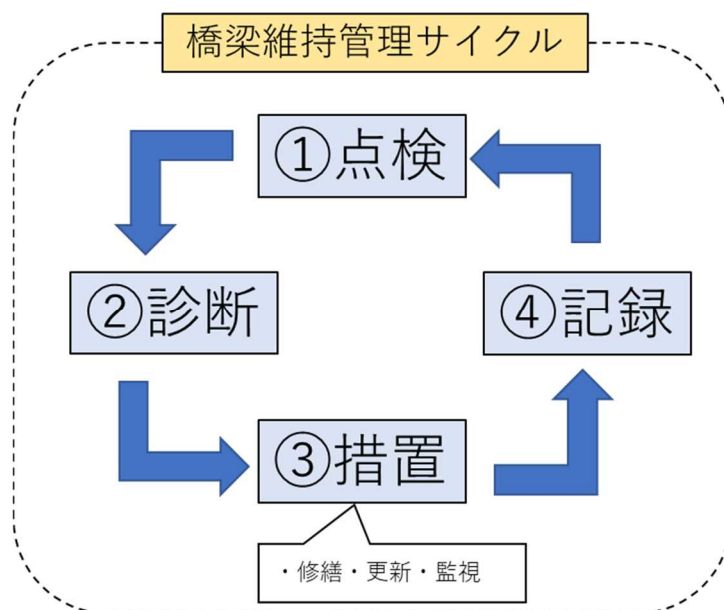 橋梁維持管理サイクル
①点検
②診断
④記録
③措置
・修繕・更新・監視